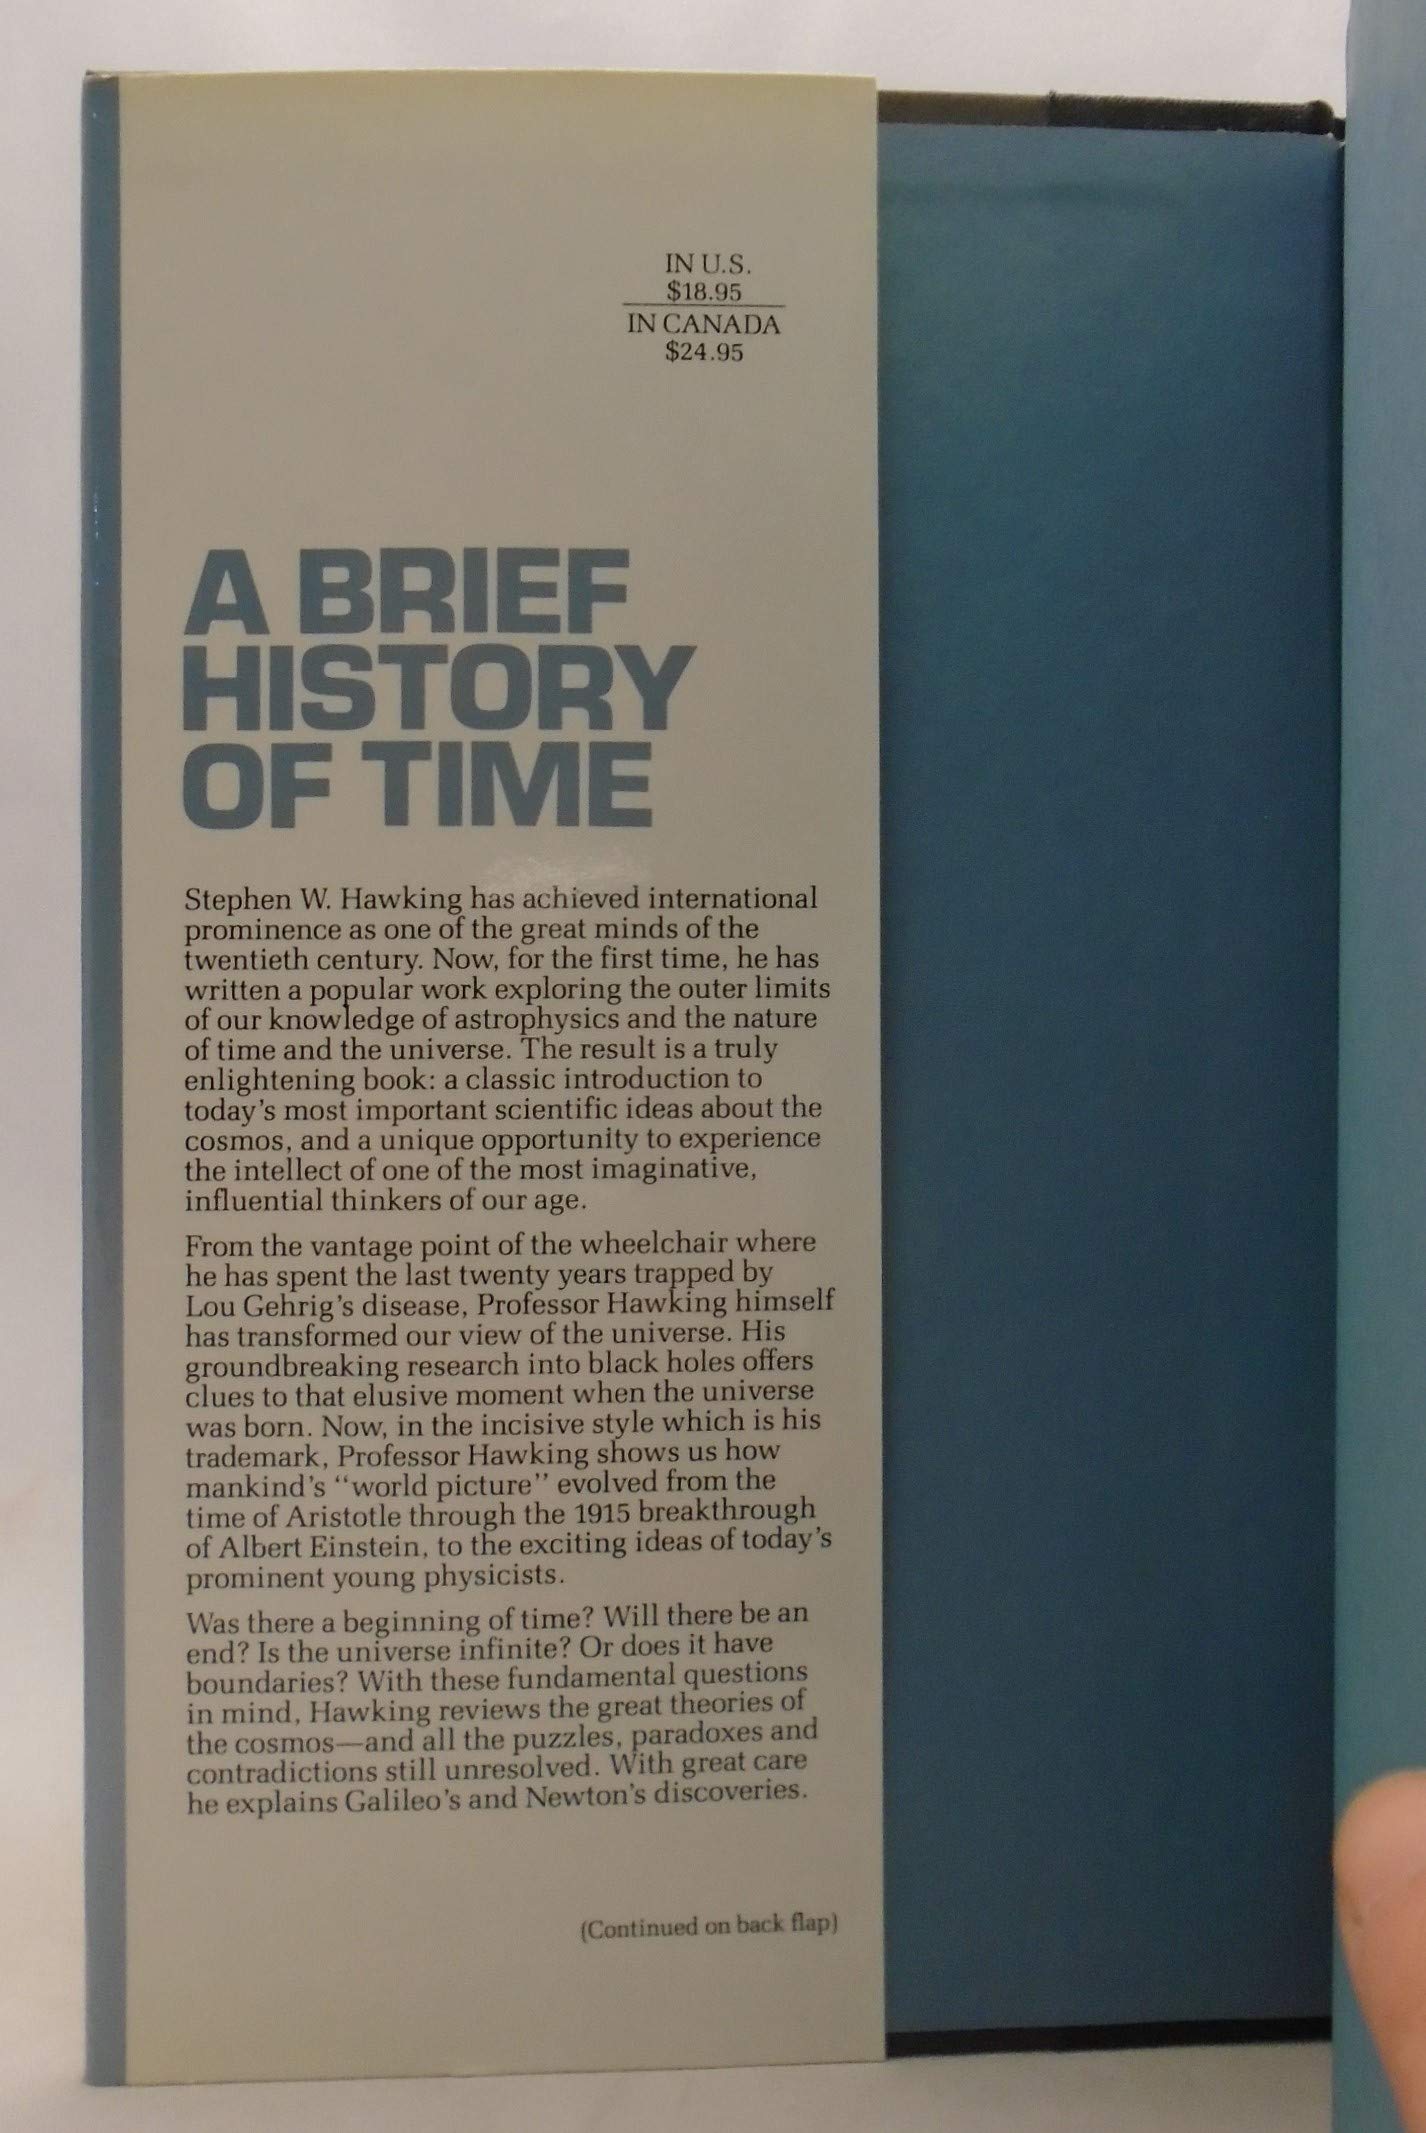 IN U.S.
$18.95
IN CANADA
$24.95
A BRIEF
HISTORY
OF TIME
Stephen W. Hawking has achieved international
prominence as one of the great minds of the
twentieth century. Now, for the first time, he has
written a popular work exploring the outer limits
of our knowledge of astrophysics and the nature
of time and the universe. The result is a truly
enlightening book: a classic introduction to
today's most important scientific ideas about the
cosmos, and a unique opportunity to experience
the intellect of one of the most imaginative,
influential thinkers of our age.
From the vantage point of the wheelchair where
he has spent the last twenty years trapped by
Lou Gehrig's disease, Professor Hawking himself
has transformed our view of the universe. His
groundbreaking research into black holes offers
clues to that elusive moment when the universe
was born. Now, in the incisive style which is his
trademark, Professor Hawking shows us how
mankind's "world picture" evolved from the
time of Aristotle through the 1915 breakthrough
of Albert Einstein, to the exciting ideas of today's
prominent young physicists.
Was there a beginning of time? Will there be an
end? Is the universe infinite? Or does it have
boundaries? With these fundamental questions
in mind, Hawking reviews the great theories of
the cosmos—and all the puzzles, paradoxes and
contradictions still unresolved. With great care
he explains Galileo's and Newton's discoveries.
(Continued on back flap)